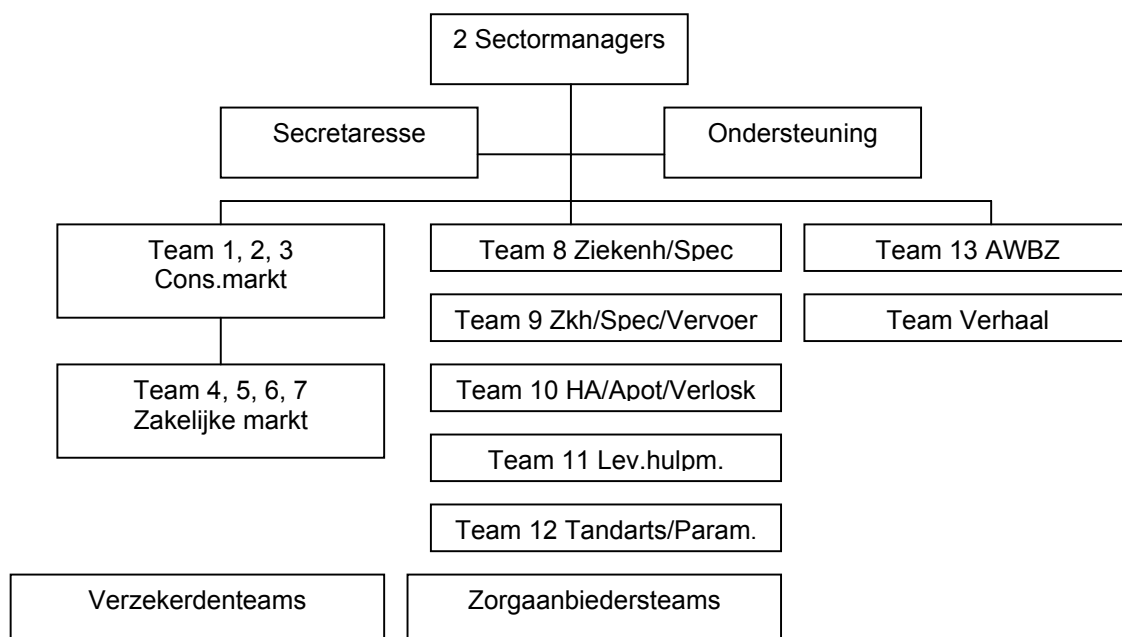 2 Sectormanagers
Secretaresse
Ondersteuning
Team 1, 2, 3
Cons.markt
Team 8 Ziekenh/Spec
Team 13 AWBZ
Team 9 Zkh/Spec/Vervoer
Team Verhaal
Team 4, 5, 6, 7
Zakelijke markt
Team 10 HA/Apot/Verlosk
Team 11 Lev.hulpm.
Team 12 Tandarts/Param.
Verzekerdenteams
Zorgaanbiedersteams